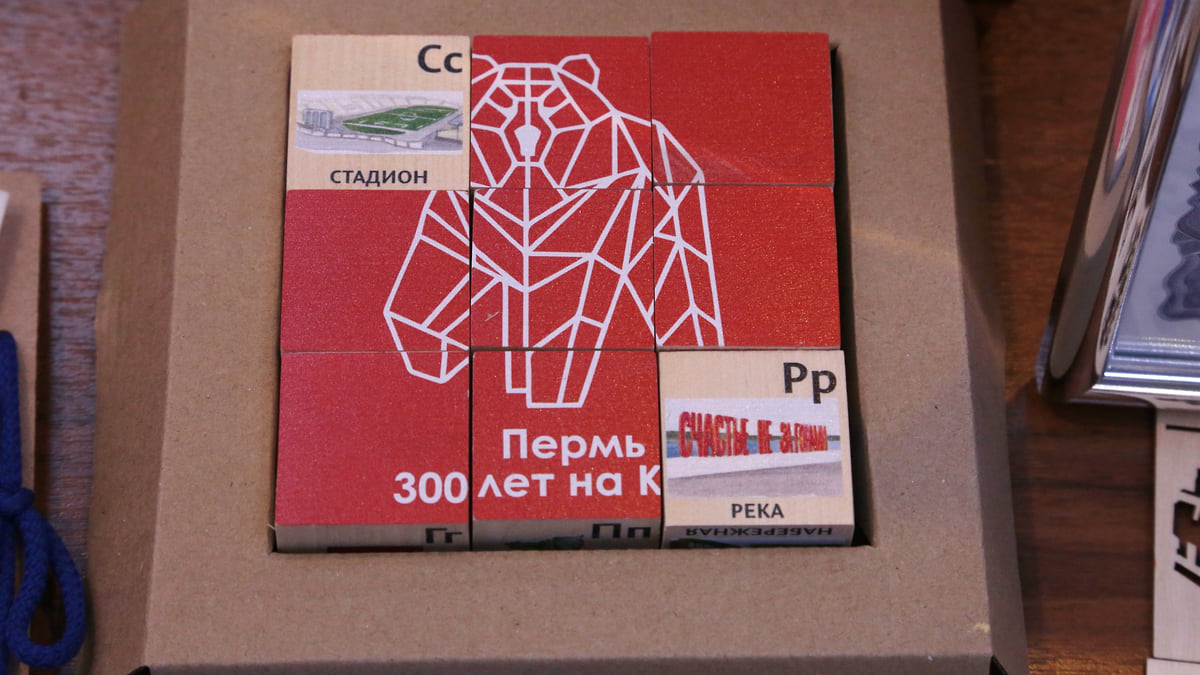 Сс
СТАДИОН
Пермь
300 лет на К
Рр
СЧАСТЬЕ НЕ ЗА ГОРАМИ
РЕКА
Гг
Пп
НАБЕРЕЖНАЯ